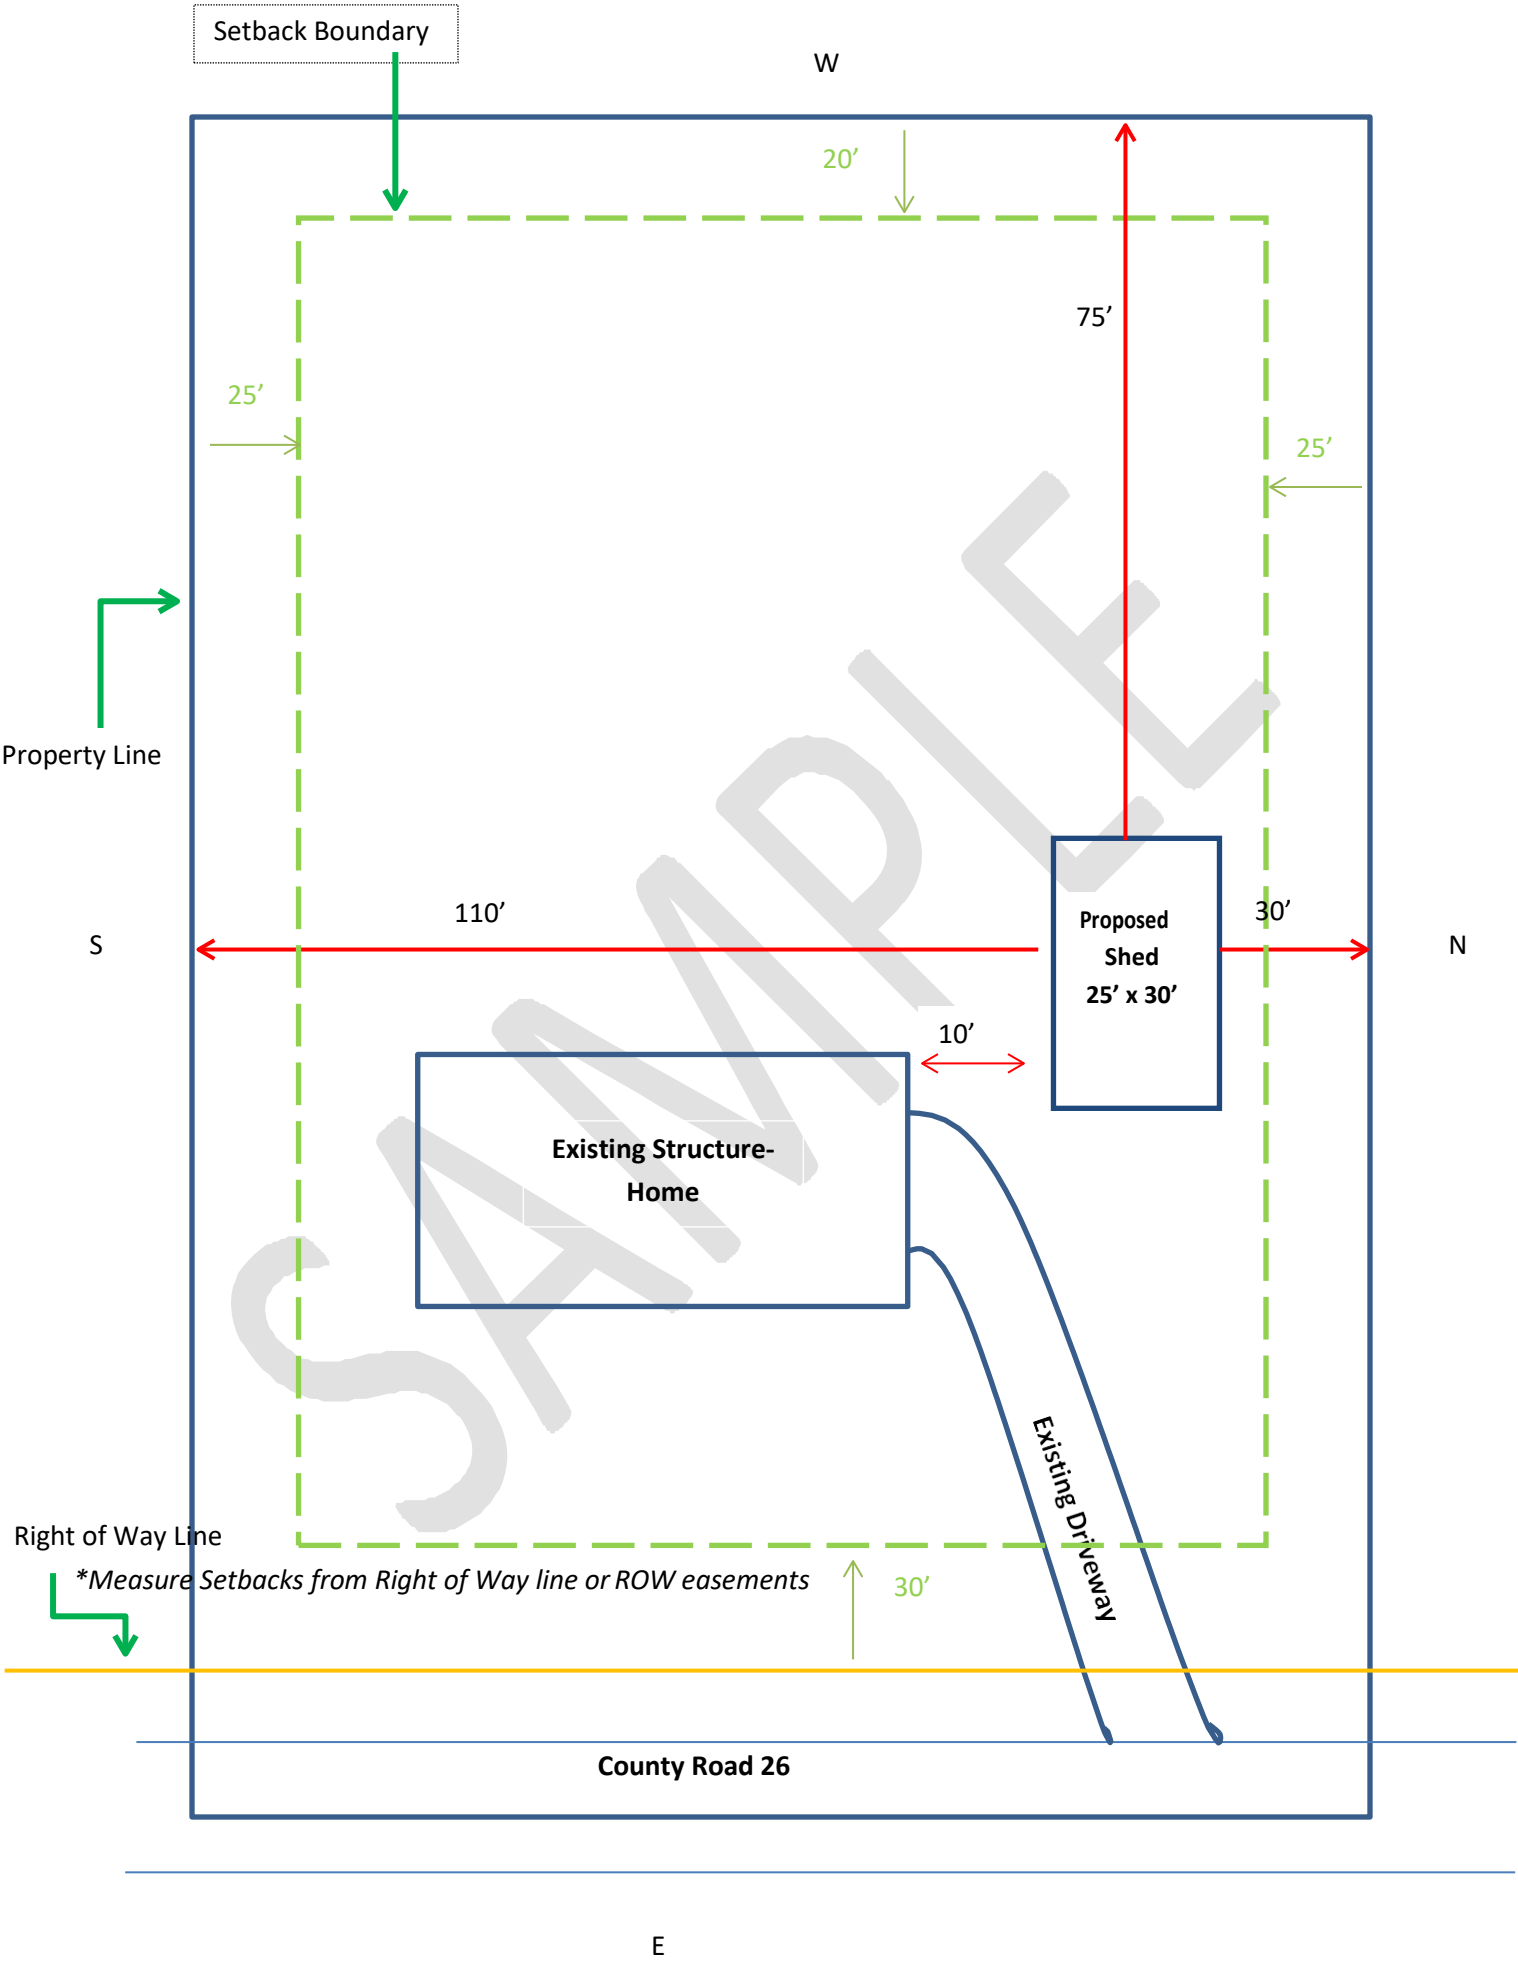 Setback Boundary
W
20’
75’
25’
25’
Property Line
110’
Proposed
Shed
25’ x 30’
30’
S
N
10’
Existing Structure-
Home
SAMPLE
Existing Driveway
Right of Way Line
*Measure Setbacks from Right of Way line or ROW easements
30’
County Road 26
E